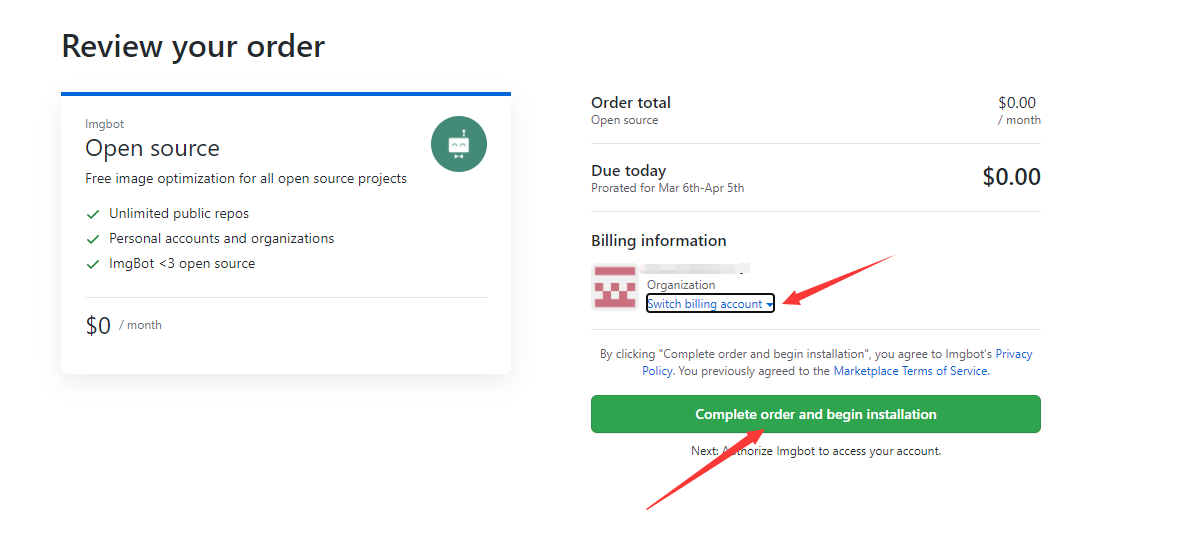 Review your order
Imgbot
Open source
Free image optimization for all open source projects
Unlimited public repos
Personal accounts and organizations
ImgBot <3 open source
$0 / month
Order total $0.00
Open source / month
Due today
Prorated for Mar 6th-Apr 5th $0.00
Billing information
Organization
Switch billing account
By clicking "Complete order and begin installation", you agree to Imgbot's Privacy
Policy. You previously agreed to the Marketplace Terms of Service.
Complete order and begin installation
Next: Authorize Imgbot to access your account.